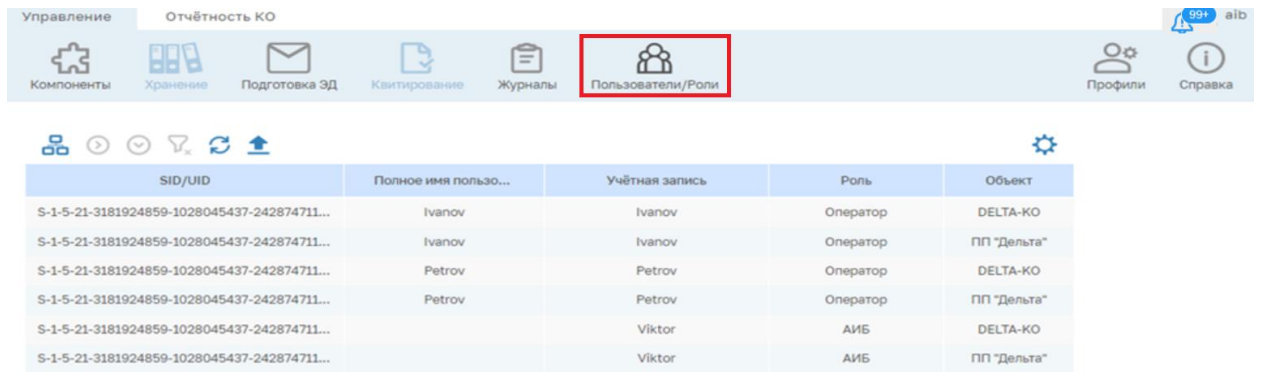 Управление Отчётность КО 99+ aib
Компоненты Хранение Подготовка ЭД Квитирование Журналы Пользователи/Роли Профили Справка
SID/UID Полное имя пользо... Учётная запись Роль Объект
S-1-5-21-3181924859-1028045437-242874711... Ivanov Ivanov Оператор DELTA-KO
S-1-5-21-3181924859-1028045437-242874711... Ivanov Ivanov Оператор ПП "Дельта"
S-1-5-21-3181924859-1028045437-242874711... Petrov Petrov Оператор DELTA-KO
S-1-5-21-3181924859-1028045437-242874711... Petrov Petrov Оператор ПП "Дельта"
S-1-5-21-3181924859-1028045437-242874711... Viktor АИБ DELTA-KO
S-1-5-21-3181924859-1028045437-242874711... Viktor АИБ ПП "Дельта"